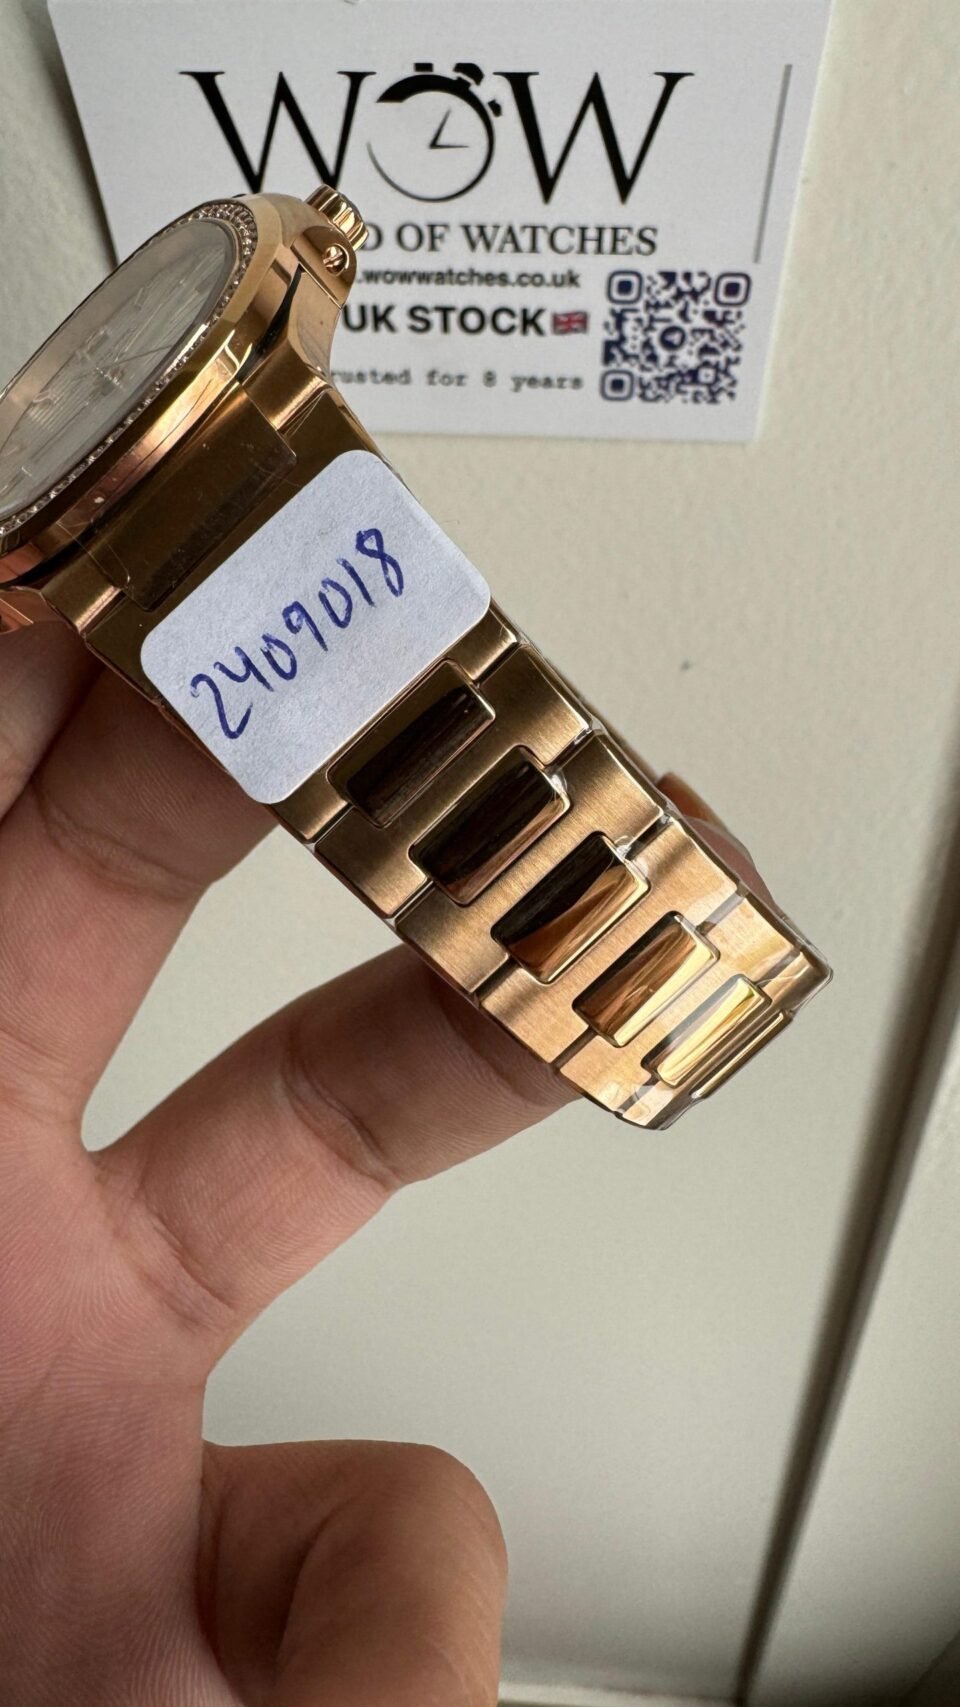 WOW
D OF WATCHES
.wowwatches.co.uk
UK STOCK🇬🇧
rusted for 8 years
2409018